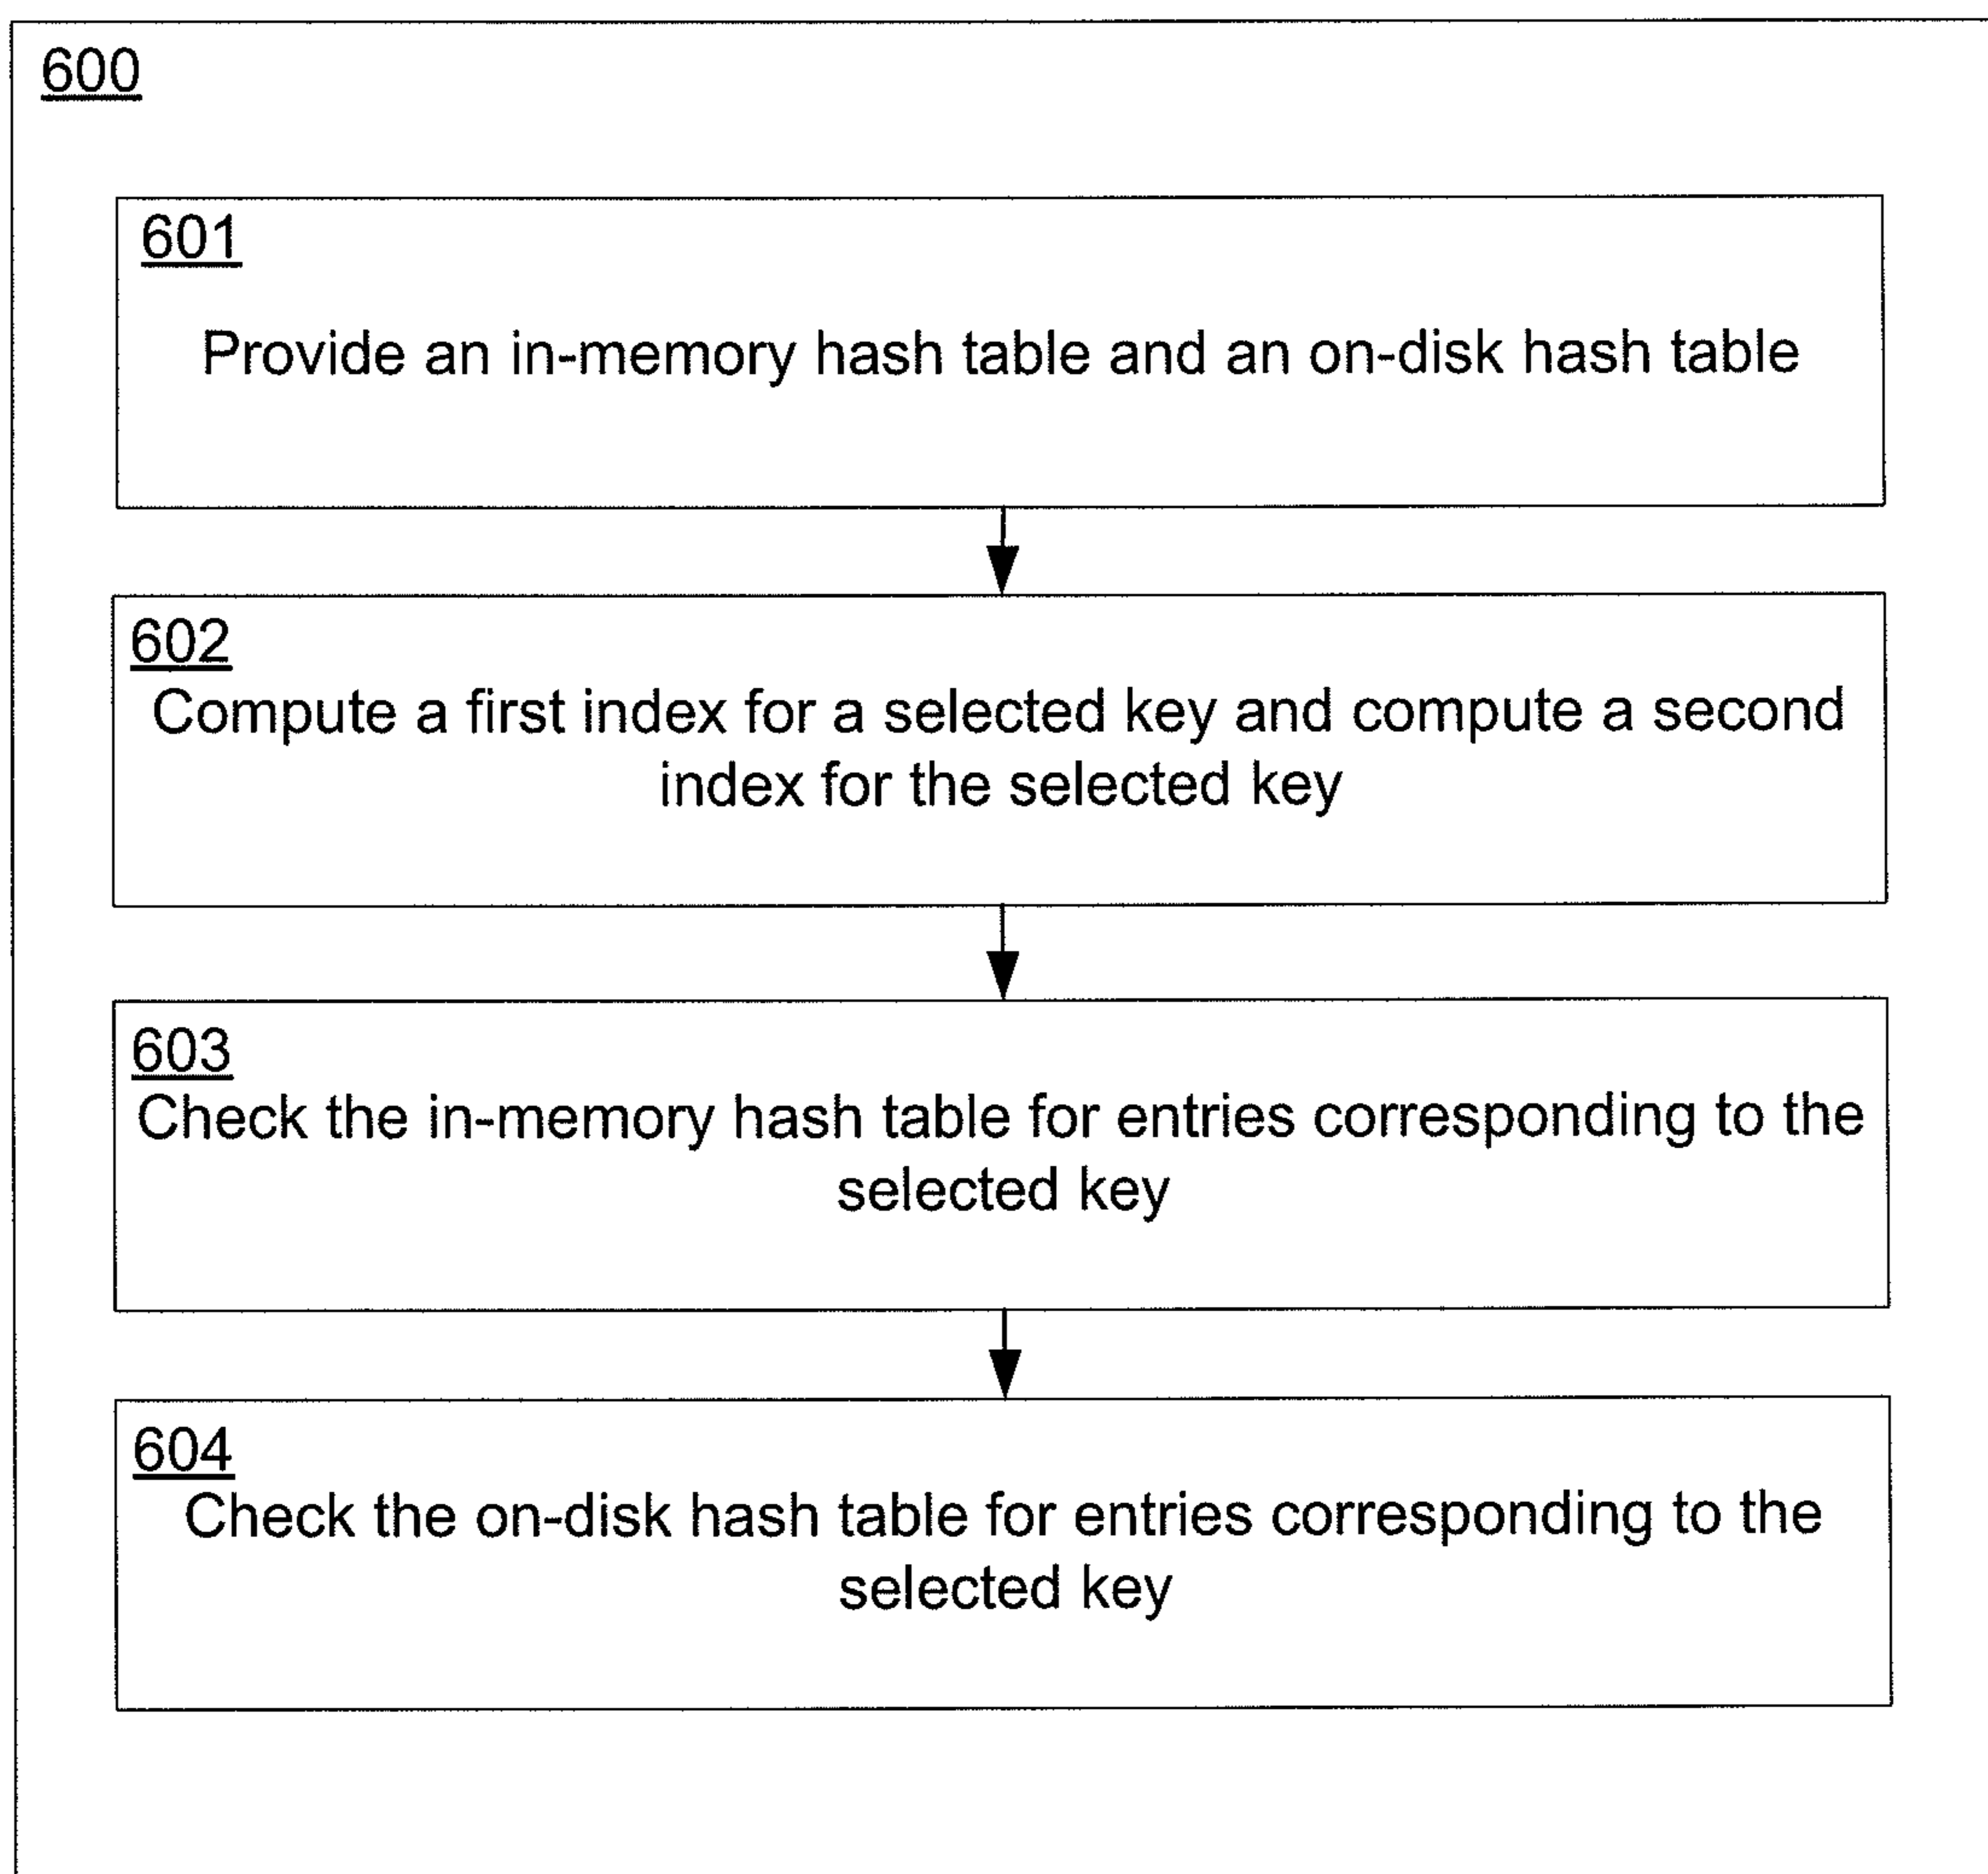 600
601
Provide an in-memory hash table and an on-disk hash table
602
Compute a first index for a selected key and compute a second
index for the selected key
603
Check the in-memory hash table for entries corresponding to the
selected key
604
Check the on-disk hash table for entries corresponding to the
selected key